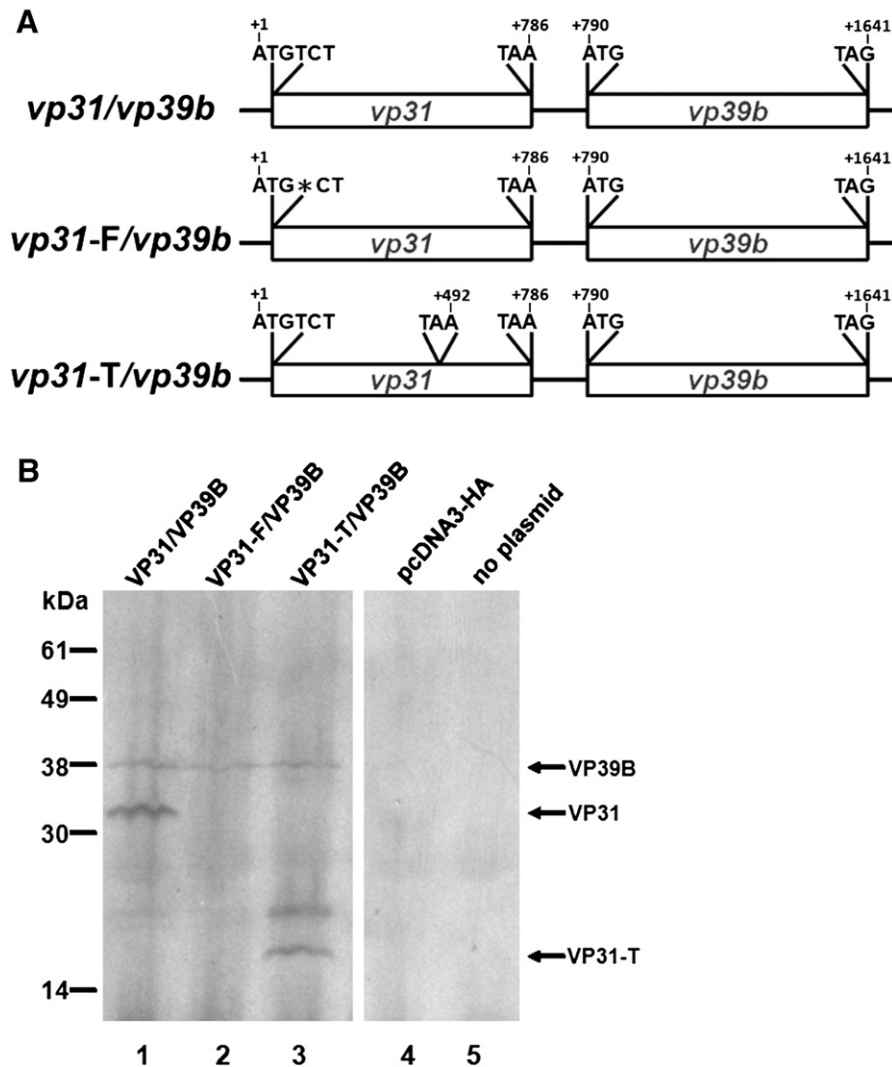 A
+1 +786 +790 +1641
ATGTCT TAA ATG TAG
vp31/vp39b vp31 vp39b
+1 +786 +790 +1641
ATG*CT TAA ATG TAG
vp31-F/vp39b vp31 vp39b
+1 +492 +786 +790 +1641
ATGTCT TAA TAA ATG TAG
vp31-T/vp39b vp31 vp39b
B
VP31/VP39B VP31-F/VP39B VP31-T/VP39B pcDNA3-HA no plasmid
kDa
61
49
38 VP39B
VP31
30
VP31-T
14
1 2 3 4 5